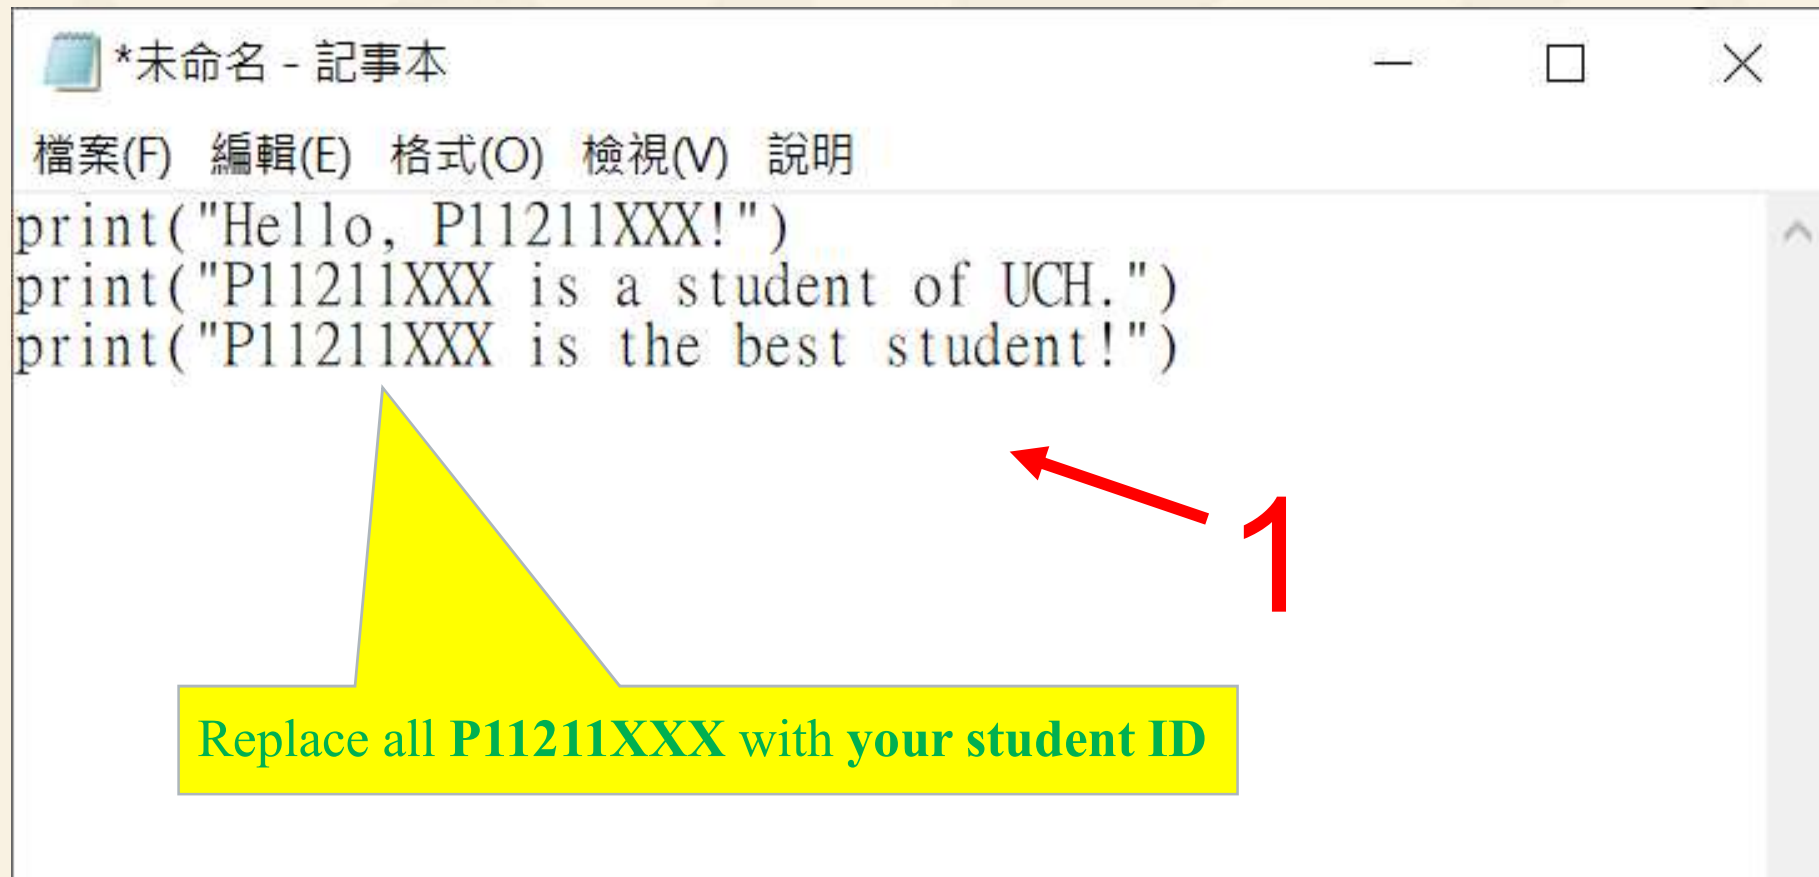 *未命名 - 記事本
檔案(F) 編輯(E) 格式(O) 檢視(V) 說明
print("Hello, P11211XXX!")
print("P11211XXX is a student of UCH.")
print("P11211XXX is the best student!")
1
Replace all P11211XXX with your student ID